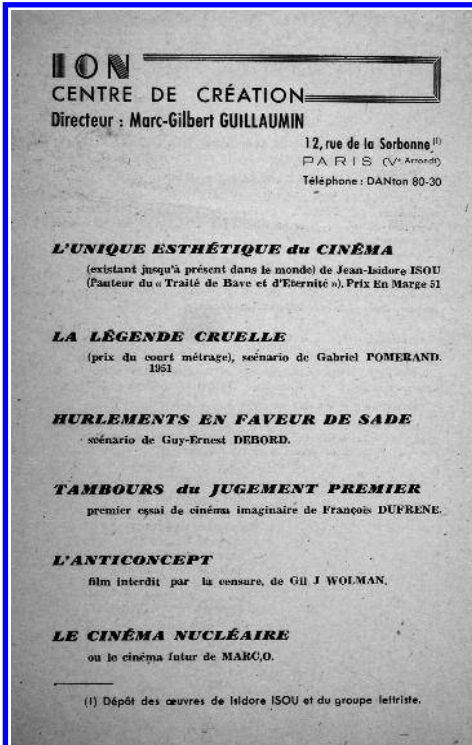 ION
CENTRE DE CRÉATION
Directeur : Marc-Gilbert GUILLAUMIN
12, rue de la Sorbonne (1)
PARIS (Ve Arrondt)
Téléphone : DANton 80-30
L'UNIQUE ESTHÉTIQUE du CINÉMA
(existant jusqu'à présent dans le monde) de Jean-Isidore ISOU
(l'auteur du « Traité de Bave et d'Eternité »). Prix En Marge 51
LA LÉGENDE CRUELLE
(prix du court métrage), scénario de Gabriel POMERAND.
1951
HURLEMENTS EN FAVEUR DE SADE
scénario de Guy-Ernest DEBORD.
TAMBOURS du JUGEMENT PREMIER
premier essai de cinéma imaginaire de François DUFRENE.
L'ANTICONCEPT
film interdit par la censure, de Gil J WOLMAN.
LE CINÉMA NUCLÉAIRE
ou le cinéma futur de MARC,O.
(1) Dépôt des œuvres de Isidore ISOU et du groupe lettriste.